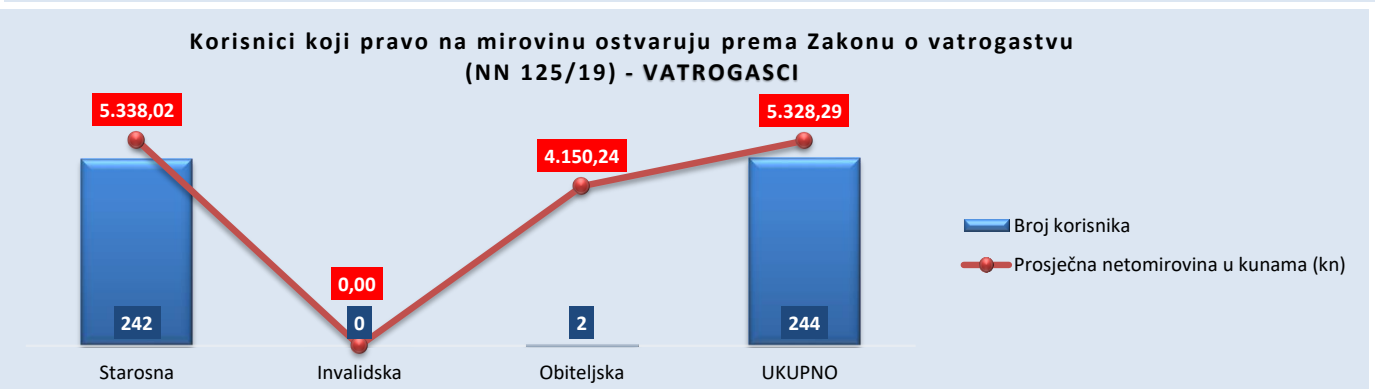 Korisnici koji pravo na mirovinu ostvaruju prema Zakonu o vatrogastvu
(NN 125/19) - VATROGASCI
5.338,02
0,00
4.150,24
5.328,29
242
0
2
244
Starosna
Invalidska
Obiteljska
UKUPNO
Broj korisnika
Prosječna netomirovina u kunama (kn)